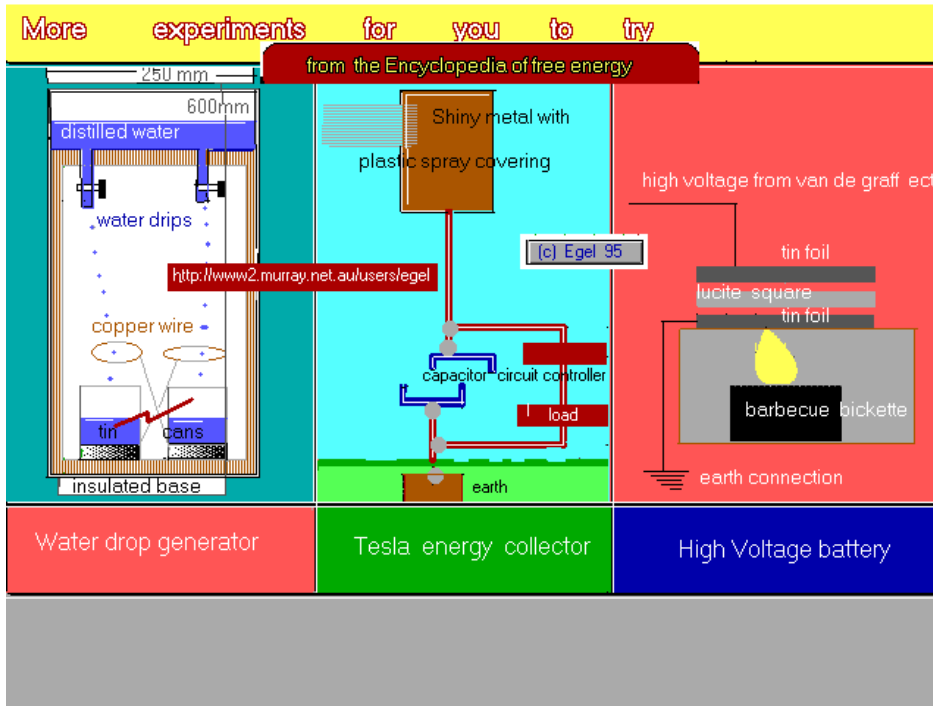 More experiments for you to try
from the Encyclopedia of free energy
250 mm
600mm
distilled water
water drips
http://www2.murray.net.au/users/egel
copper wire
tin cans
insulated base
Water drop generator
Shiny metal with
plastic spray covering
(c) Egel 95
capacitor circuit controller
load
earth
Tesla energy collector
high voltage from van de graff ect
tin foil
lucite square
tin foil
barbecue bickette
earth connection
High Voltage battery